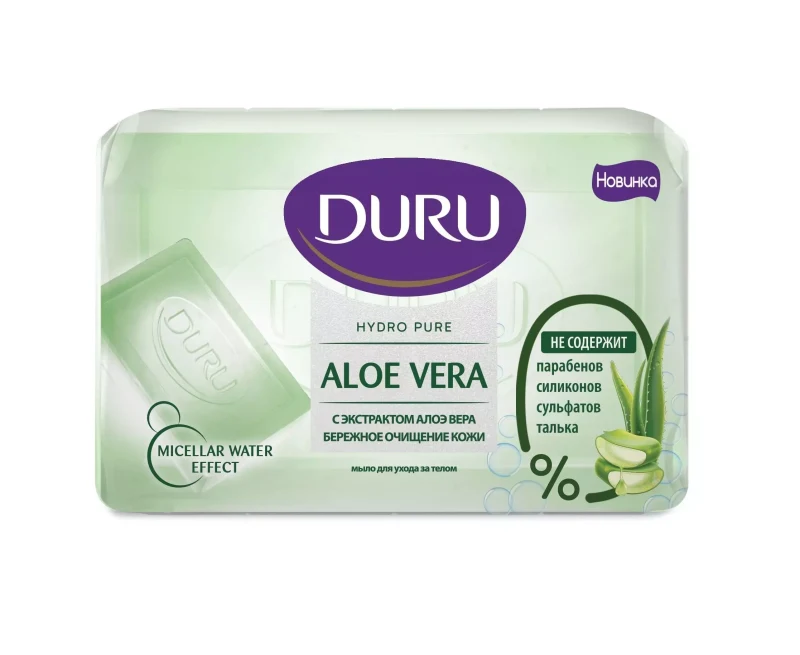 DURU
Новинка
HYDRO PURE
ALOE VERA
С ЭКСТРАКТОМ АЛОЭ ВЕРА
БЕРЕЖНОЕ ОЧИЩЕНИЕ КОЖИ
мыло для ухода за телом
DURU
MICELLAR WATER
EFFECT
НЕ СОДЕРЖИТ
парабенов
силиконов
сульфатов
талька
0%